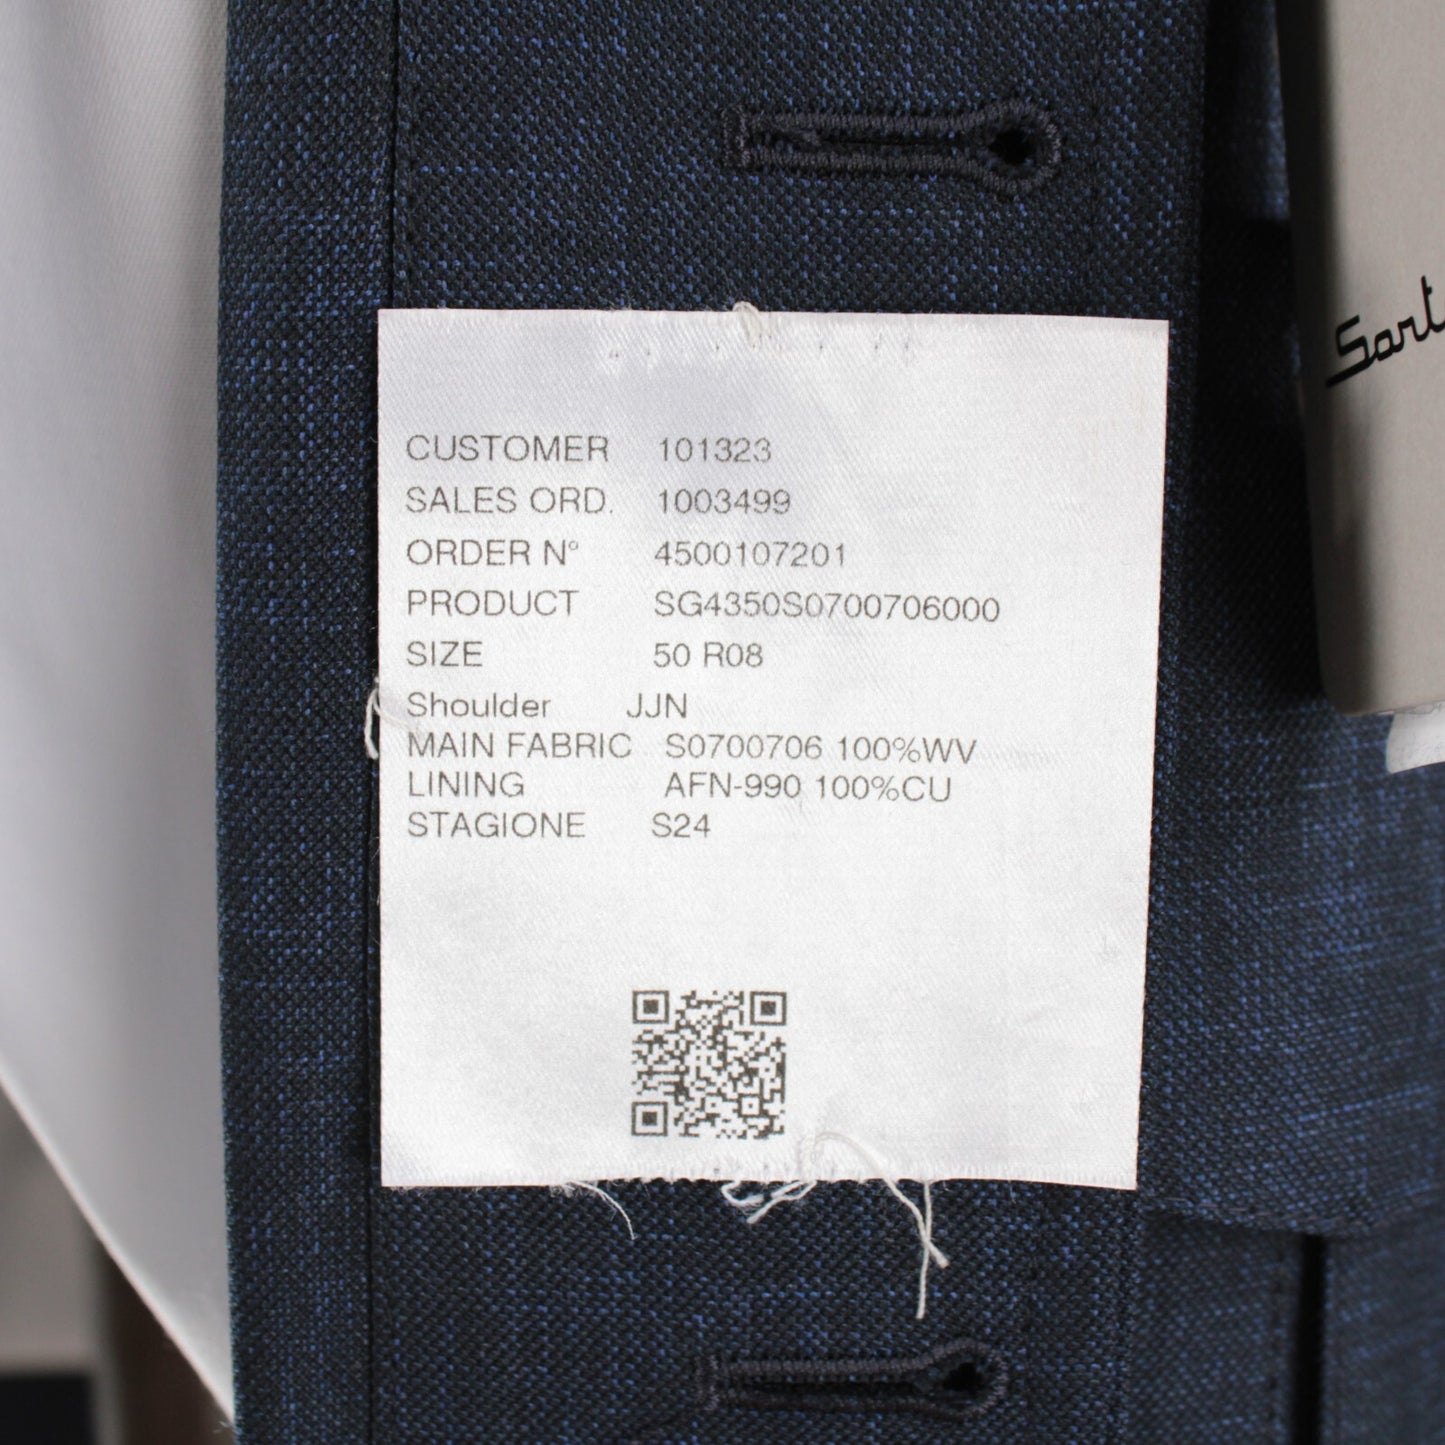 CUSTOMER 101323
SALES ORD. 1003499
ORDER N° 4500107201
PRODUCT SG4350S0700706000
SIZE 50 R08
Shoulder JJN
MAIN FABRIC S0700706 100%WV
LINING AFN-990 100%CU
STAGIONE S24
Sart